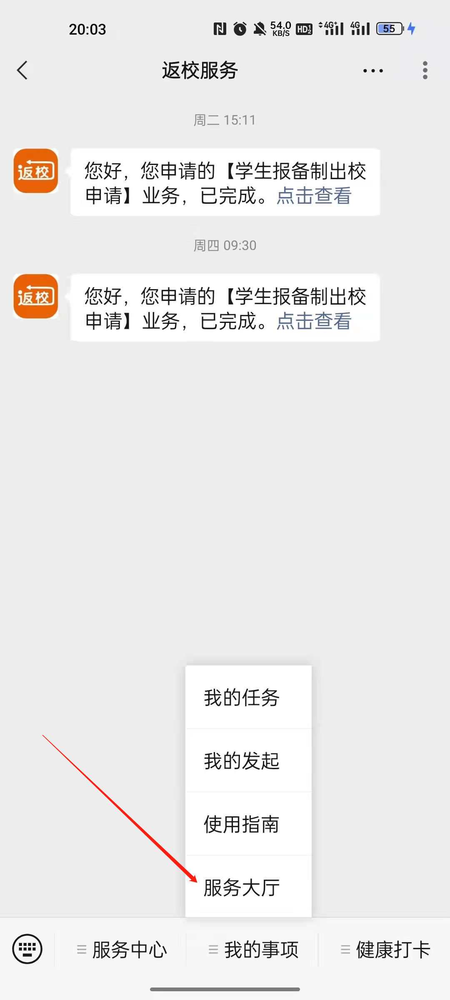 20:03
54.0
KB/S
HD 1 2
4G+
4G
55
返校服务
周二 15:11
返校
您好，您申请的【学生报备制出校
申请】业务，已完成。点击查看
周四 09:30
返校
您好，您申请的【学生报备制出校
申请】业务，已完成。点击查看
我的任务
我的发起
使用指南
服务大厅
服务中心
我的事项
健康打卡